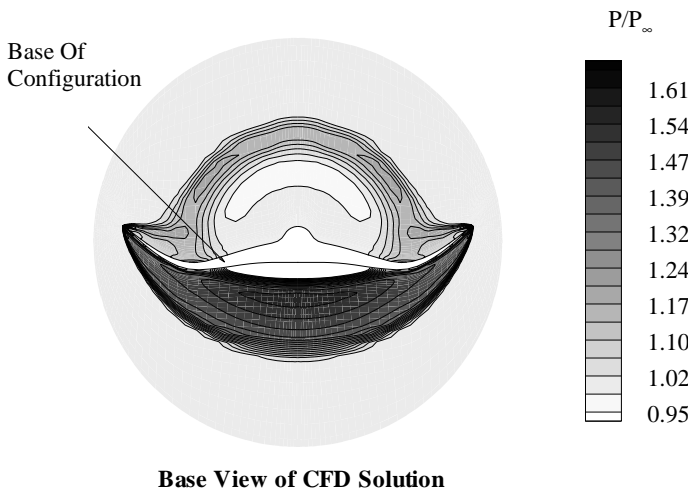 P/P∞
Base Of
Configuration
1.61
1.54
1.47
1.39
1.32
1.24
1.17
1.10
1.02
0.95
Base View of CFD Solution